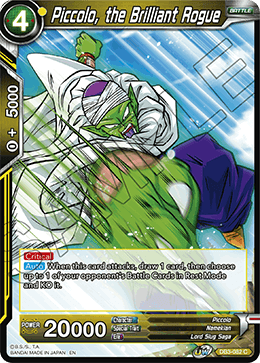 4
Piccolo, the Brilliant Rogue
BATTLE
0 + 5000
Critical
Auto When this card attacks, draw 1 card, then choose
up to 1 of your opponent's Battle Cards in Rest Mode
and KO it.
POWER
20000
Character
Piccolo
Special Trait
Namekian
Era
Lord Slug Saga
BANDAI MADE IN JAPAN EN
DB3-082 C